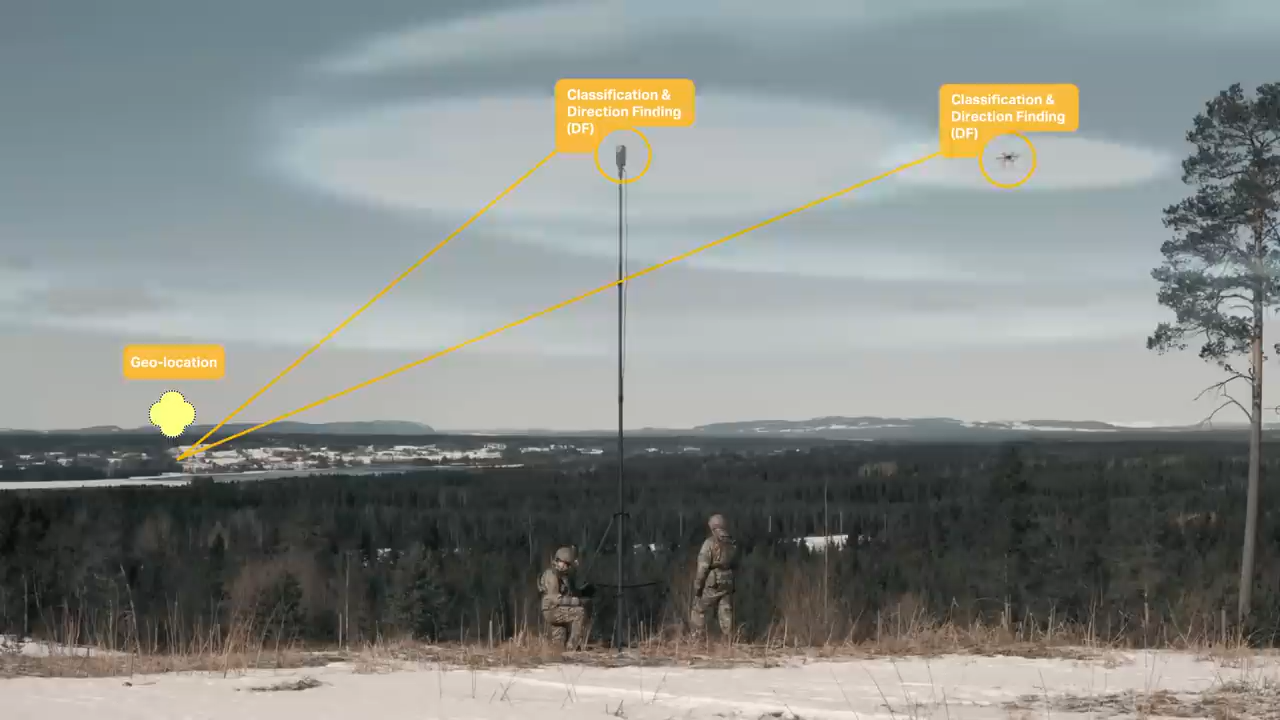 Classification &
Direction Finding
(DF)
Classification &
Direction Finding
(DF)
Geo-location